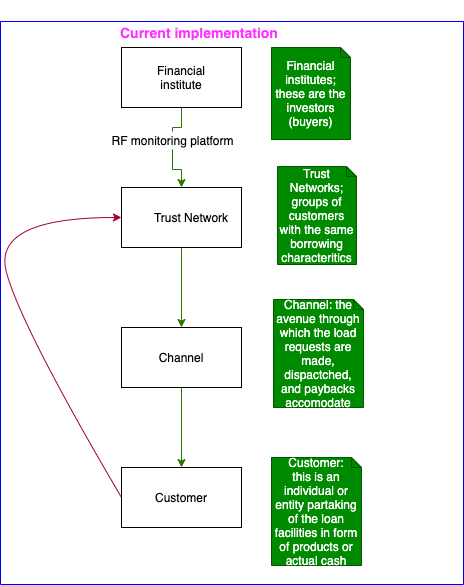 Current implementation
Financial
institute
Financial
institutes;
these are the
investors
(buyers)
RF monitoring platform
Trust
Networks;
groups of
customers
with the same
borrowing
characteritics
Trust Network
Channel: the
avenue through
which the load
requests are
made,
dispactched,
and paybacks
accomodate
Channel
Customer:
this is an
individual or
entity partaking
of the loan
facilities in form
of products or
actual cash
Customer